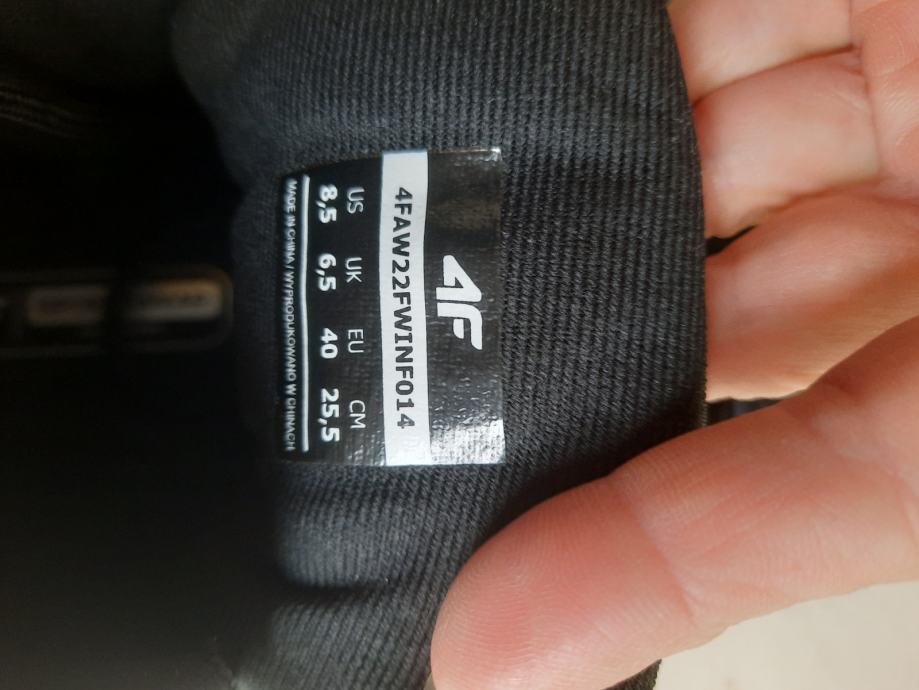 4F
4FAW22FWINF014
US UK EU CM
8,5 6,5 40 25,5
MADE IN CHINA / WYPRODUKOWANO W CHINACH